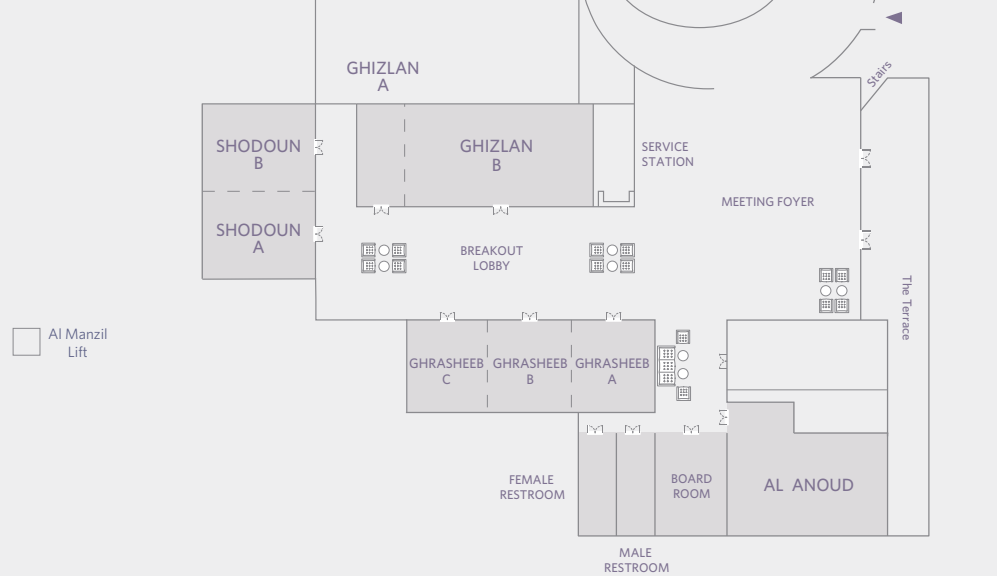 Stairs
GHIZLAN
A
SHODOUN
B
GHIZLAN
B
SERVICE
STATION
MEETING FOYER
SHODOUN
A
BREAKOUT
LOBBY
The Terrace
Al Manzil
Lift
GHRASHEEB
C
GHRASHEEB
B
GHRASHEEB
A
FEMALE
RESTROOM
BOARD
ROOM
AL ANOUD
MALE
RESTROOM